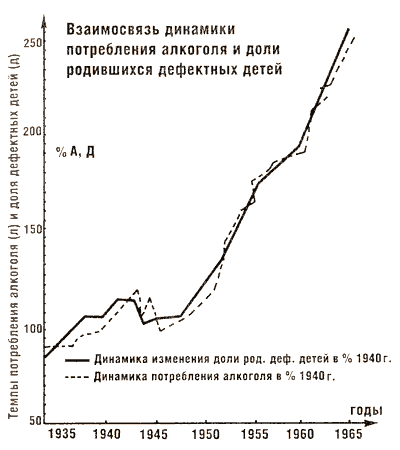 Взаимосвязь динамики
потребления алкоголя и доли
родившихся дефектных детей
% А, Д
Темпы потребления алкоголя (л) и доля дефектных детей (д)
250
200
150
100
50
Динамика изменения доли род. деф. детей в % 1940 г.
Динамика потребления алкоголя в % 1940 г.
годы
1935 1940 1945 1950 1955 1960 1965